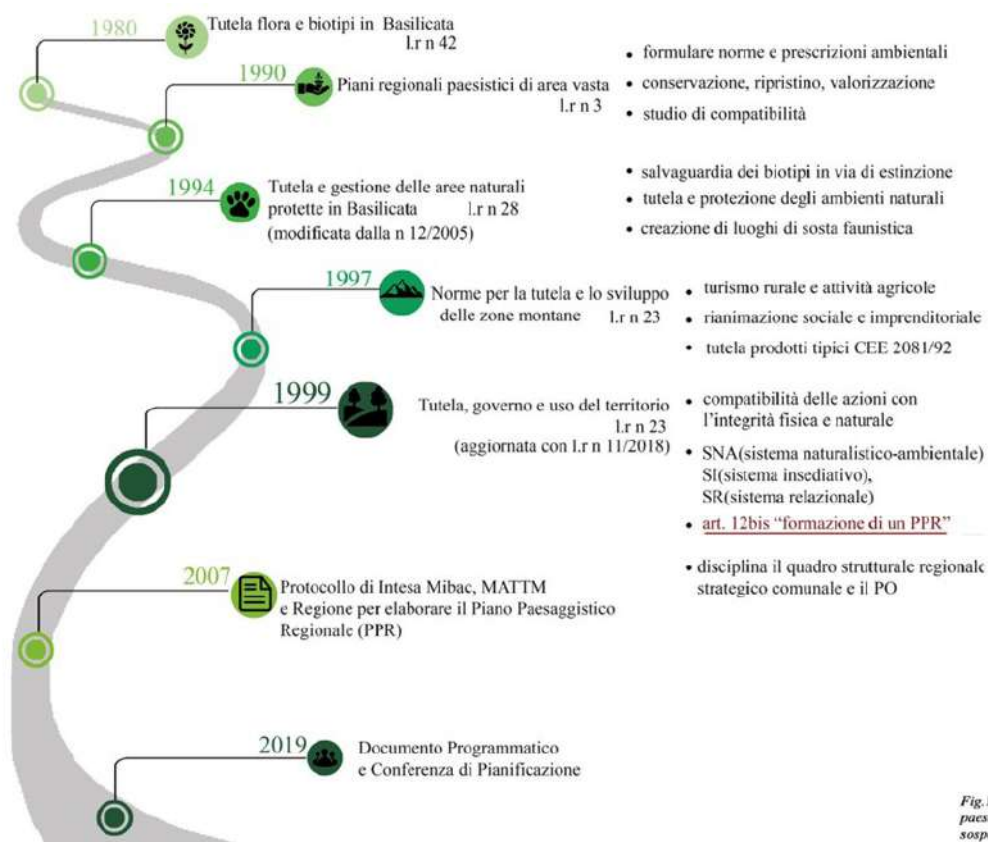 1980
Tutela flora e biotipi in Basilicata
l.r n 42
1990
Piani regionali paesistici di area vasta
l.r n 3
• formulare norme e prescrizioni ambientali
• conservazione, ripristino, valorizzazione
• studio di compatibilità
1994
Tutela e gestione delle aree naturali
protette in Basilicata l.r n 28
(modificata dalla n 12/2005)
• salvaguardia dei biotipi in via di estinzione
• tutela e protezione degli ambienti naturali
• creazione di luoghi di sosta faunistica
1997
Norme per la tutela e lo sviluppo
delle zone montane l.r n 23
• turismo rurale e attività agricole
• rianimazione sociale e imprenditoriale
• tutela prodotti tipici CEE 2081/92
1999
Tutela, governo e uso del territorio
l.r n 23
(aggiornata con l.r n 11/2018)
• compatibilità delle azioni con
l'integrità fisica e naturale
• SNA(sistema naturalistico-ambientale)
SI(sistema insediativo),
SR(sistema relazionale)
• art. 12bis “formazione di un PPR”
• disciplina il quadro strutturale regionale
strategico comunale e il PO
2007
Protocollo di Intesa Mibac, MATTM
e Regione per elaborare il Piano Paesaggistico
Regionale (PPR)
2019
Documento Programmatico
e Conferenza di Pianificazione